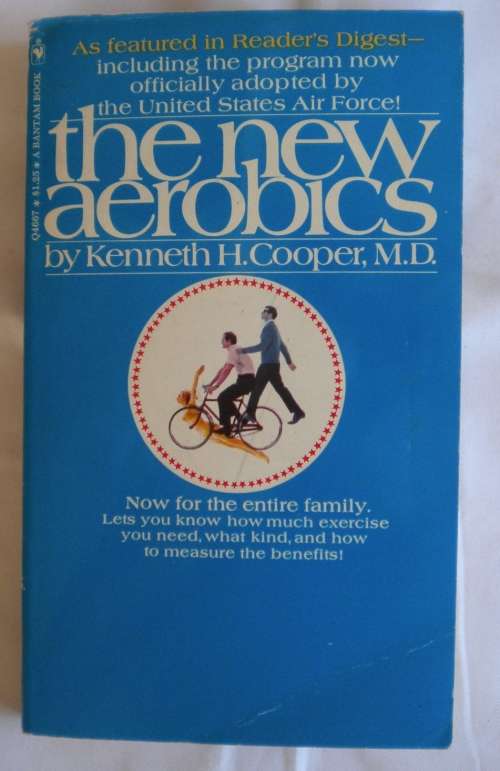 As featured in Reader's Digest—
including the program now
officially adopted by
the United States Air Force!
the new
aerobics
by Kenneth H. Cooper, M.D.
Q4667 * $1.25 * A BANTAM BOOK
Now for the entire family.
Lets you know how much exercise
you need, what kind, and how
to measure the benefits!